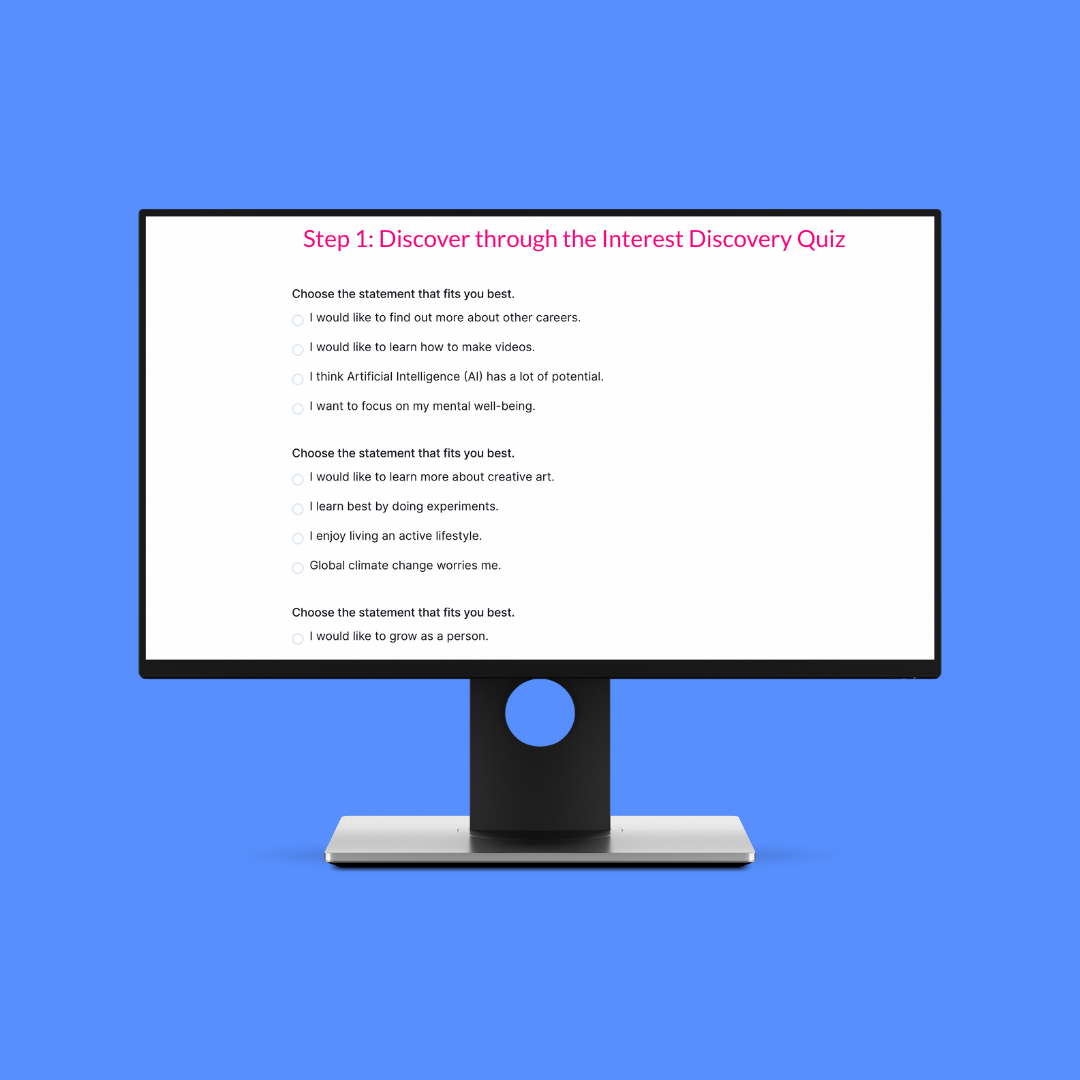 Step 1: Discover through the Interest Discovery Quiz
Choose the statement that fits you best.
I would like to find out more about other careers.
I would like to learn how to make videos.
I think Artificial Intelligence (AI) has a lot of potential.
I want to focus on my mental well-being.
Choose the statement that fits you best.
I would like to learn more about creative art.
I learn best by doing experiments.
I enjoy living an active lifestyle.
Global climate change worries me.
Choose the statement that fits you best.
I would like to grow as a person.